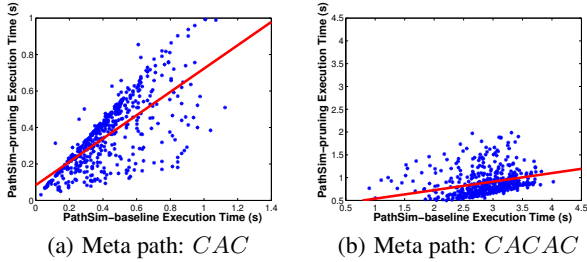 PathSim−pruning Execution Time (s)
1
0.8
0.6
0.4
0.2
0
0 0.2 0.4 0.6 0.8 1 1.2 1.4
PathSim−baseline Execution Time (s)
(a) Meta path: CAC
PathSim−pruning Execution Time (s)
4.5
4
3.5
3
2.5
2
1.5
1
0.5
0.5 1 1.5 2 2.5 3 3.5 4 4.5
PathSim−baseline Execution Time (s)
(b) Meta path: CACAC